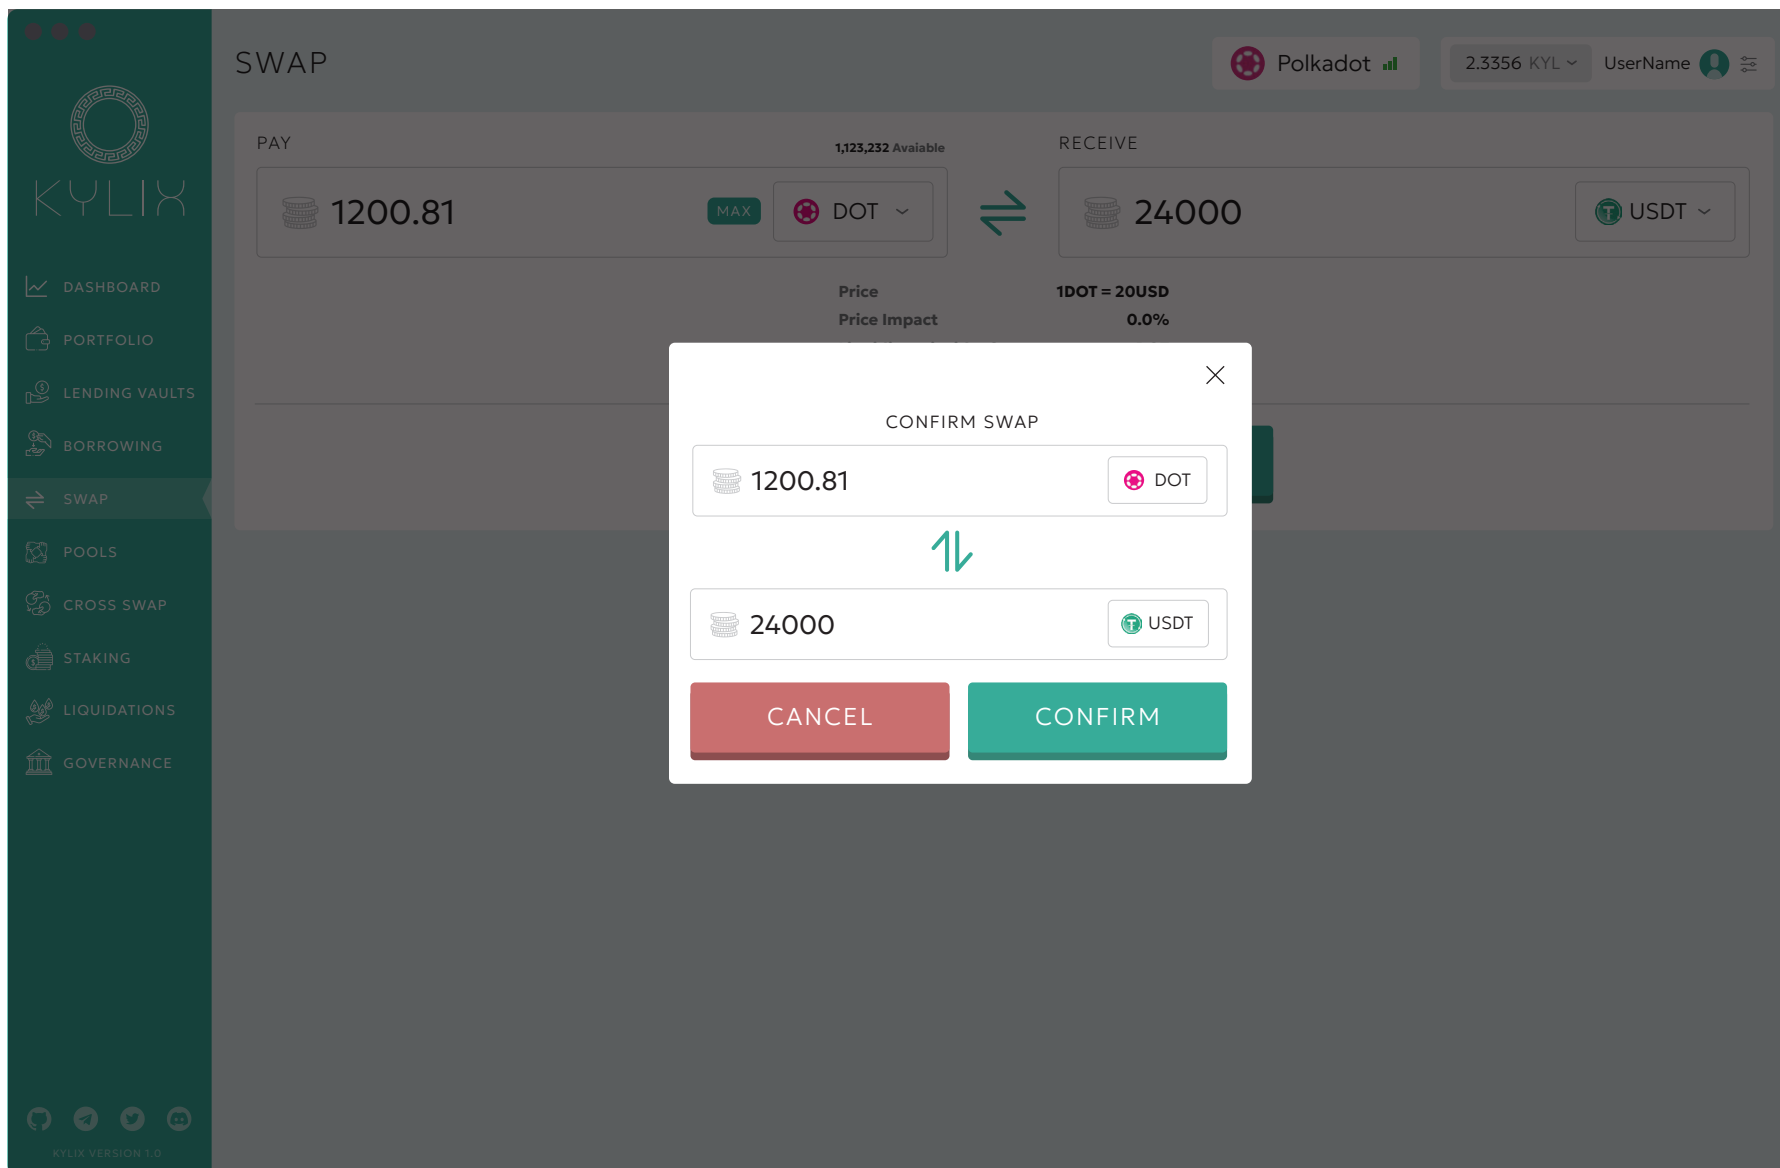 SWAP
Polkadot
2.3356 KYL
UserName
KYLIX
PAY
1,123,232 Avaiable
RECEIVE
1200.81
MAX
DOT
24000
USDT
Price
1DOT = 20USD
Price Impact
0.0%
DASHBOARD
PORTFOLIO
LENDING VAULTS
BORROWING
SWAP
POOLS
CROSS SWAP
STAKING
LIQUIDATIONS
GOVERNANCE
CONFIRM SWAP
1200.81
DOT
24000
USDT
CANCEL
CONFIRM
KYLIX VERSION 1.0